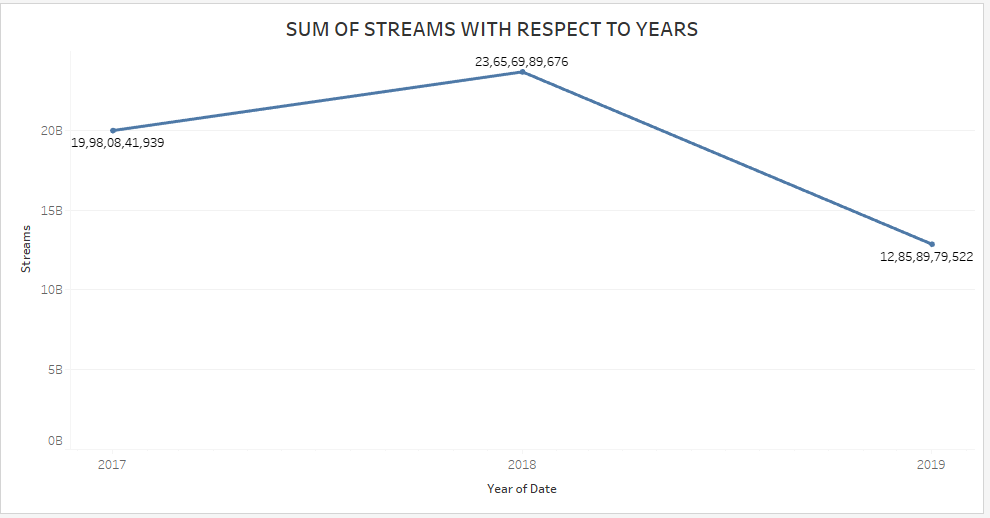 SUM OF STREAMS WITH RESPECT TO YEARS
23,65,69,89,676
20B
19,98,08,41,939
15B
Streams
12,85,89,79,522
10B
5B
0B
2017 2018 2019
Year of Date